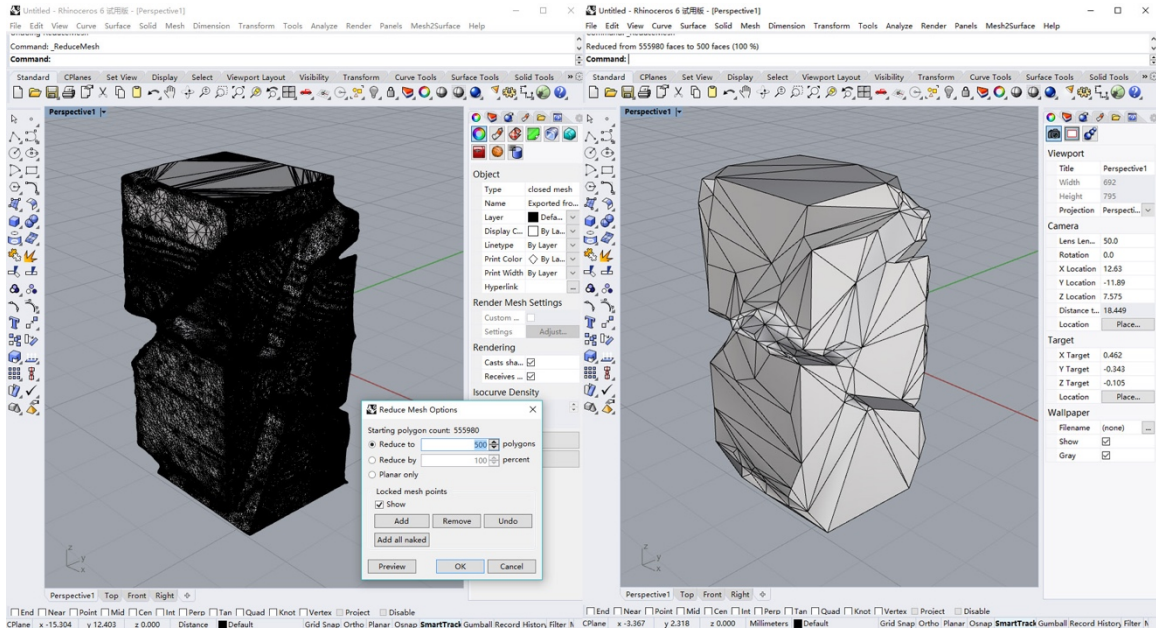 Untitled - Rhinoceros 6 试用版 - [Perspective1]
File Edit View Curve Surface Solid Mesh Dimension Transform Tools Analyze Render Panels Mesh2Surface Help
Command: _ReduceMesh
Command:
Standard CPlanes Set View Display Select Viewport Layout Visibility Transform Curve Tools Surface Tools Solid Tools
Perspective1
Object
Type closed mesh
Name Exported fro...
Layer Defa...
Display C... By La...
Linetype By Layer
Print Color By La...
Print Width By Layer
Hyperlink ...
Render Mesh Settings
Custom ...
Settings Adjust...
Rendering
Casts sha...
Receives ...
Isocurve Density
Reduce Mesh Options
Starting polygon count: 555980
Reduce to 500 polygons
Reduce by 100 percent
Planar only
Locked mesh points
Show
Add Remove Undo
Add all naked
Preview OK Cancel
z
y
x
Perspective1 Top Front Right
End Near Point Mid Cen Int Perp Tan Quad Knot Vertex Project Disable
CPlane x -15.304 y 12.403 z 0.000 Distance Default Grid Snap Ortho Planar Osnap SmartTrack Gumball Record History Filter M
Untitled - Rhinoceros 6 试用版 - [Perspective1]
File Edit View Curve Surface Solid Mesh Dimension Transform Tools Analyze Render Panels Mesh2Surface Help
Reduced from 555980 faces to 500 faces (100 %)
Command:
Standard CPlanes Set View Display Select Viewport Layout Visibility Transform Curve Tools Surface Tools Solid Tools
Perspective1
Viewport
Title Perspective1
Width 692
Height 795
Projection Perspecti...
Camera
Lens Len... 50.0
Rotation 0.0
X Location 12.63
Y Location -11.89
Z Location 7.575
Distance t... 18.449
Location Place...
Target
X Target 0.462
Y Target -0.343
Z Target -0.105
Location Place...
Wallpaper
Filename (none) ...
Show
Gray
z
y
x
Perspective1 Top Front Right
End Near Point Mid Cen Int Perp Tan Quad Knot Vertex Project Disable
CPlane x -3.367 y 2.318 z 0.000 Millimeters Default Grid Snap Ortho Planar Osnap SmartTrack Gumball Record History Filter M